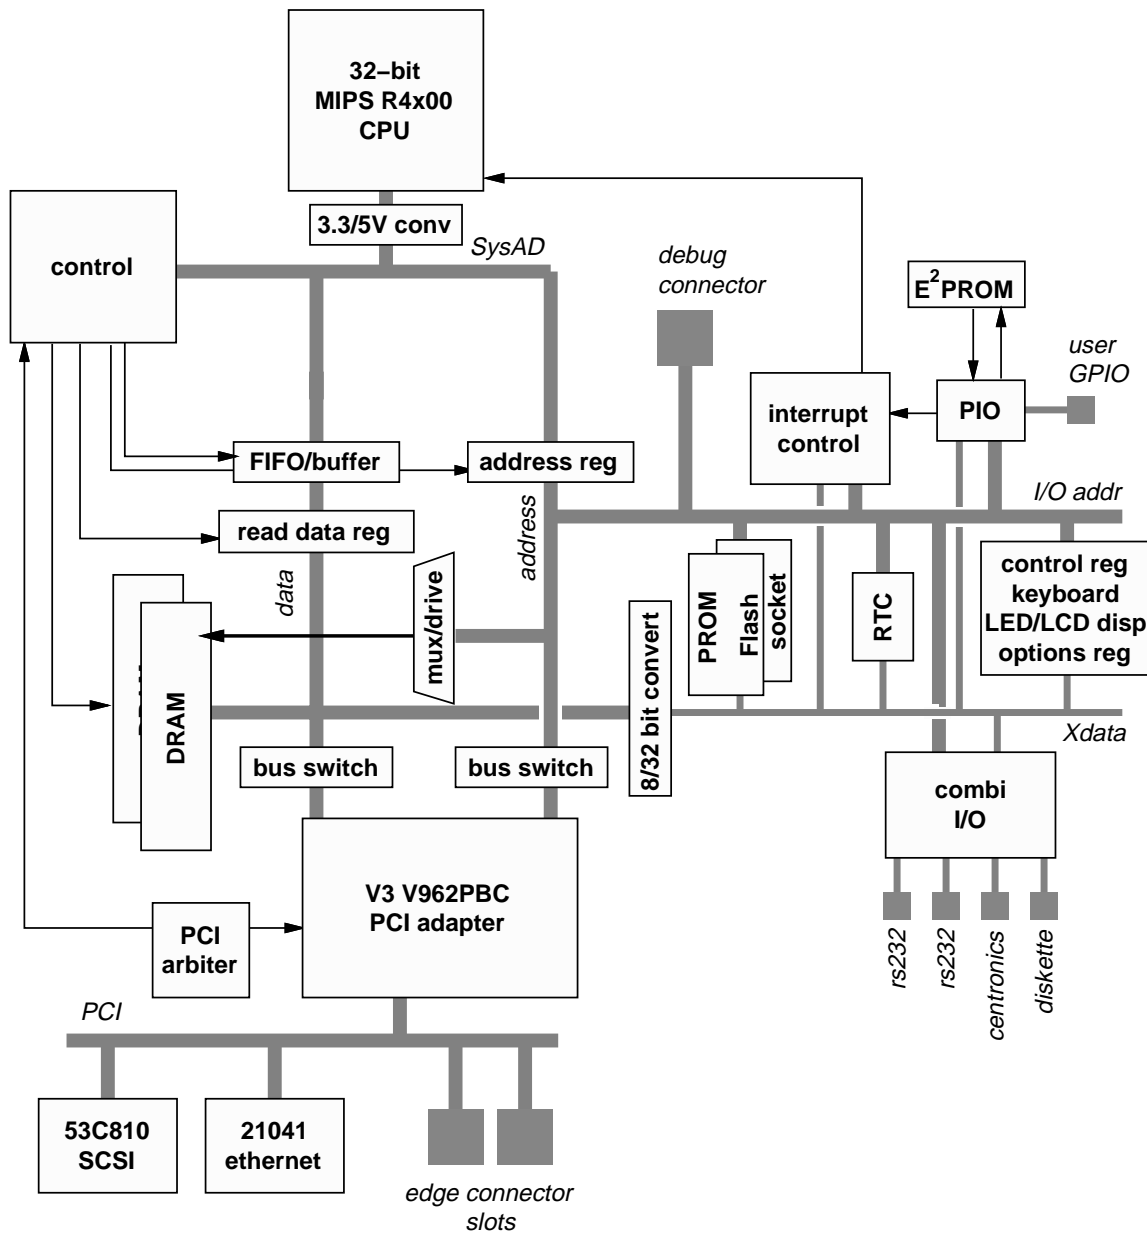 32–bit
MIPS R4x00
CPU
3.3/5V conv
SysAD
control
debug
connector
E2PROM
user
GPIO
interrupt
control
PIO
FIFO/buffer
address reg
I/O addr
read data reg
data
address
mux/drive
control reg
keyboard
LED/LCD disp
options reg
PROM
Flash
socket
RTC
8/32 bit convert
DRAM
Xdata
bus switch
bus switch
combi
I/O
V3 V962PBC
PCI adapter
PCI
arbiter
rs232
rs232
centronics
diskette
PCI
53C810
SCSI
21041
ethernet
edge connector
slots